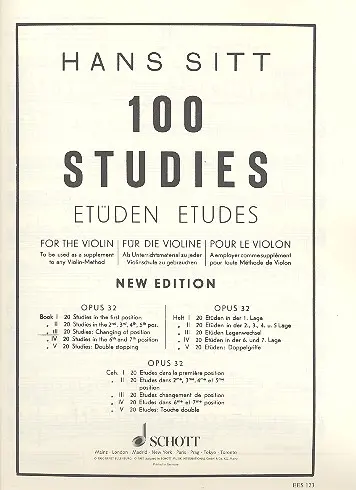 HANS SITT
100
STUDIES
ETÜDEN ETUDES
FOR THE VIOLIN
To be used as a supplement
to any Violin-Method
FÜR DIE VIOLINE
Als Unterrichtsmaterial zu jeder
Violinschule zu gebrauchen
POUR LE VIOLON
A employer comme supplément
pour toute Méthode de Violon
NEW EDITION
OPUS 32
Book I 20 Studies in the first position
" II 20 Studies in the 2nd, 3rd, 4th, 5th pos.
" III 20 Studies: Changing of position
" IV 20 Studies in the 6th and 7th position
" V 20 Studies: Double stopping
OPUS 32
Heft I 20 Etüden in der 1. Lage
" II 20 Etüden in der 2., 3., 4. u. 5 Lage
" III 20 Etüden Lagenwechsel
" IV 20 Etüden in der 6. und 7. Lage
" V 20 Etüden: Doppelgriffe
OPUS 32
Cah. I 20 Etudes dans la première position
" II 20 Etudes dans 2me, 3me, 4me et 5me
position
" III 20 Etudes changement de position
" IV 20 Etudes dans 6me et 7me position
" V 20 Etudes: Touche double
SCHOTT
Mainz · London · Madrid · New York · Paris · Prag · Tokyo · Toronto
Printed in Germany
BES 123